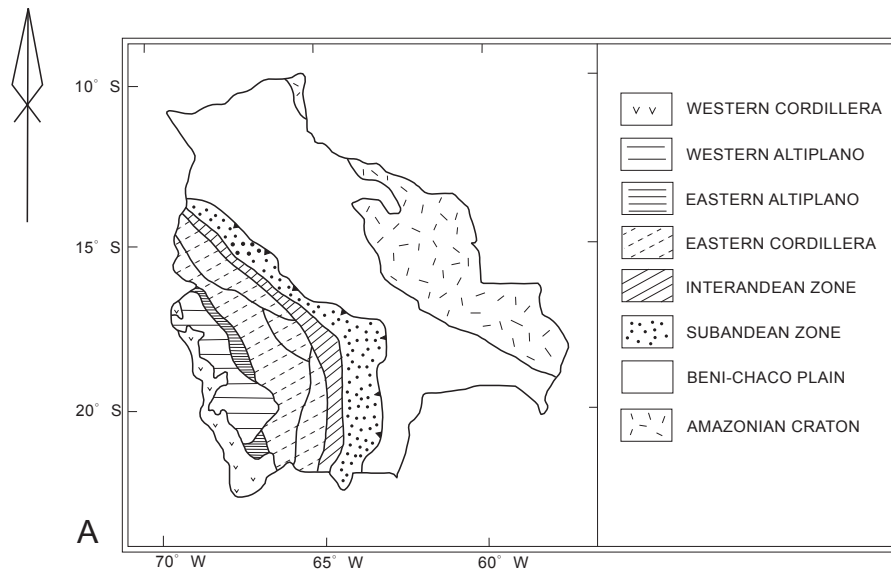 10° S
15° S
20° S
A
70° W
65° W
60° W
WESTERN CORDILLERA
WESTERN ALTIPLANO
EASTERN ALTIPLANO
EASTERN CORDILLERA
INTERANDEAN ZONE
SUBANDEAN ZONE
BENI-CHACO PLAIN
AMAZONIAN CRATON